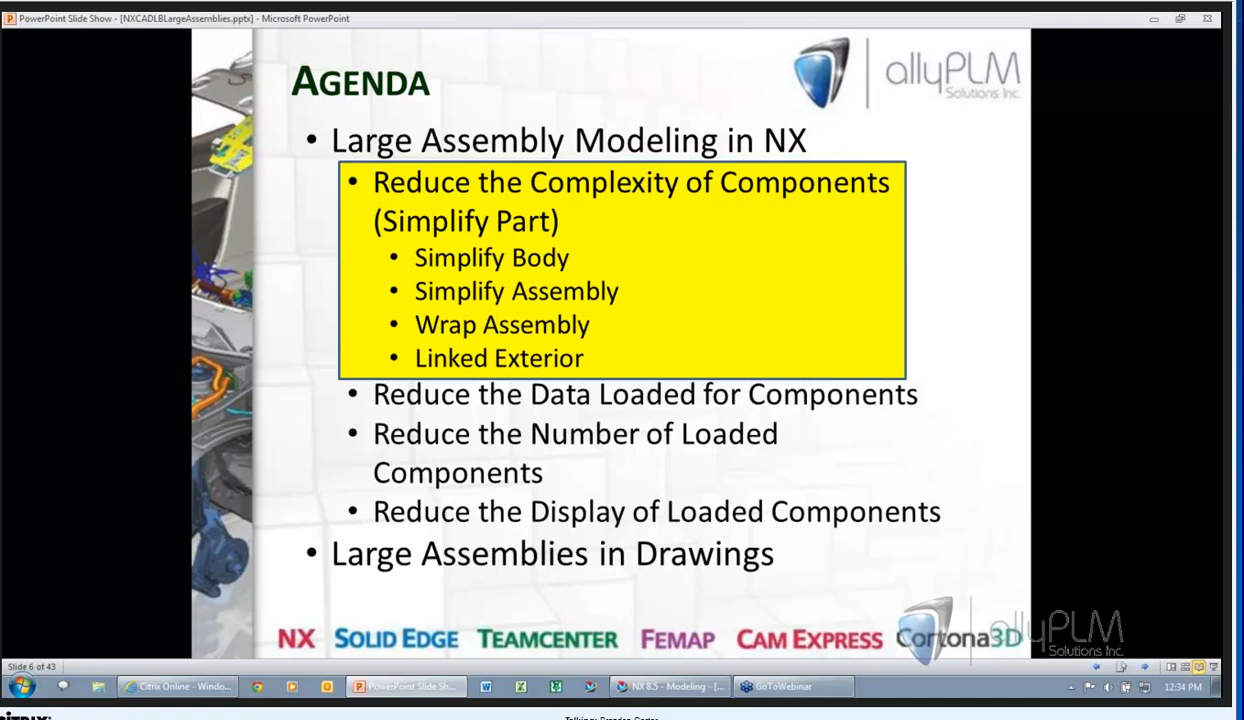 PowerPoint Slide Show - [NXCADLBLargeAssemblies.pptx] - Microsoft PowerPoint
AGENDA
allyPLM
Solutions Inc.
• Large Assembly Modeling in NX
• Reduce the Complexity of Components
(Simplify Part)
• Simplify Body
• Simplify Assembly
• Wrap Assembly
• Linked Exterior
• Reduce the Data Loaded for Components
• Reduce the Number of Loaded
Components
• Reduce the Display of Loaded Components
• Large Assemblies in Drawings
NX SOLID EDGE TEAMCENTER FEMAP CAM EXPRESS Cortona3D
allyPLM
Solutions Inc.
Slide 6 of 43
Citrix Online - Windo... PowerPoint Slide Sh... NX 8.5 - Modeling - [... GoToWebinar 12:34 PM